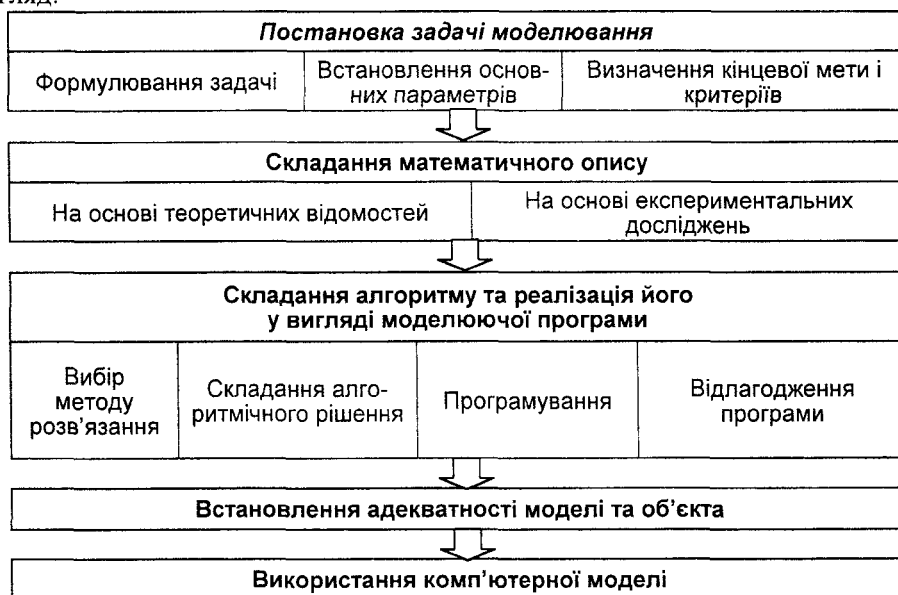 гляд:
Постановка задачі моделювання
Формулювання задачі
Встановлення основ-
них параметрів
Визначення кінцевої мети і
критеріїв
Складання математичного опису
На основі теоретичних відомостей
На основі експериментальних
досліджень
Складання алгоритму та реалізація його
у вигляді моделюючої програми
Вибір
методу
розв'язання
Складання алго-
ритмічного рішення
Програмування
Відлагодження
програми
Встановлення адекватності моделі та об'єкта
Використання комп'ютерної моделі